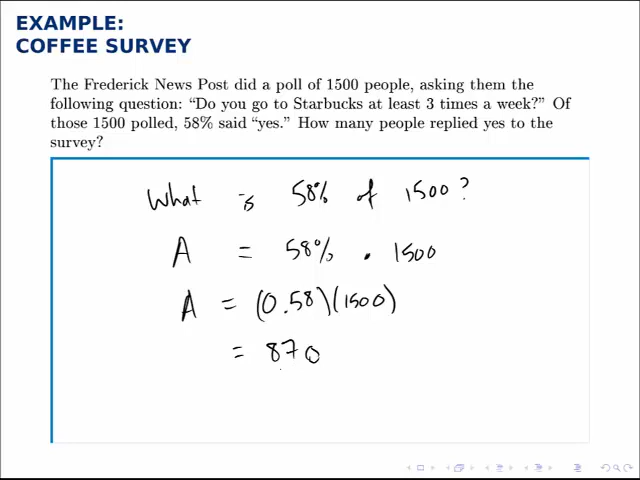 EXAMPLE:
COFFEE SURVEY
The Frederick News Post did a poll of 1500 people, asking them the
following question: “Do you go to Starbucks at least 3 times a week?” Of
those 1500 polled, 58% said “yes.” How many people replied yes to the
survey?
What is 58% of 1500?
A = 58% . 1500
A = (0.58)(1500)
= 870